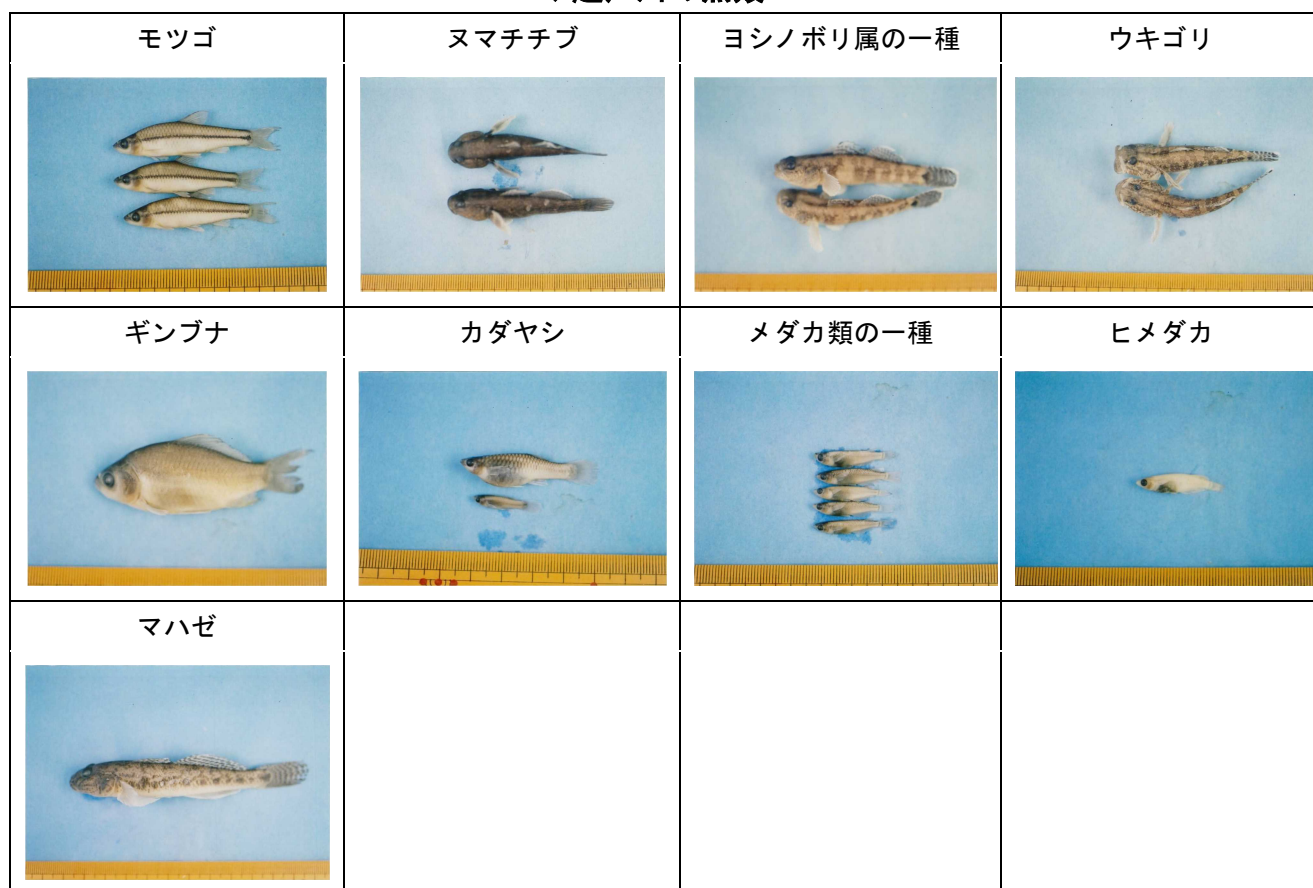 モツゴ
ヌマチチブ
ヨシノボリ属の一種
ウキゴリ
ギンブナ
カダヤシ
メダカ類の一種
ヒメダカ
マハゼ